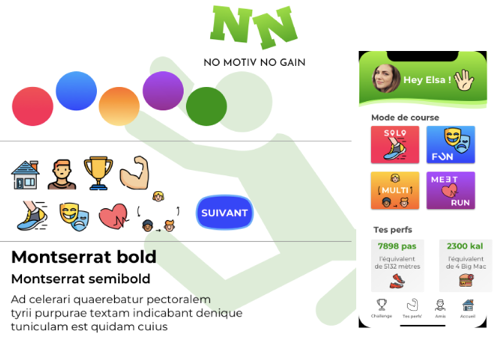 NN
NO MOTIV NO GAIN
SUIVANT
Montserrat bold
Montserrat semibold
Ad celerari quaerebatur pectoralem
tyrii purpurae textam indicabant denique
tuniculam est quidam cuius
Hey Elsa !
Mode de course
SOLO
FUN
MULTI
MEET
RUN
Tes perfs
7898 pas
l'équivalent
de 5132 mètres
2300 kal
l'équivalent
de 4 Big Mac
Challenge
Tes perfs
Amis
Accueil